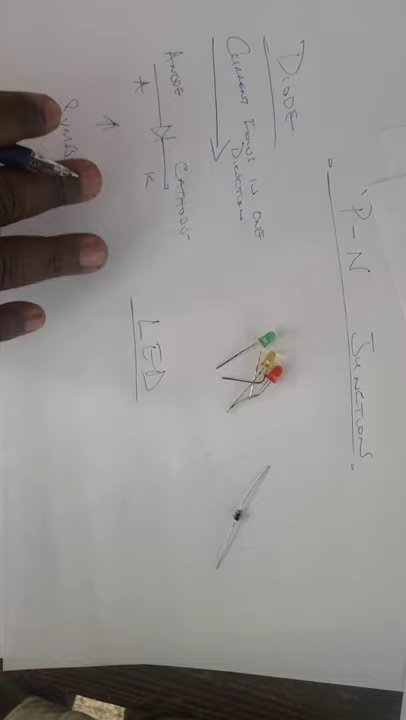 P-N JUNCTION.
DIODE
CURRENT FLOWS IN ONE
DIRECTION
ANODE
CATHODE
A
K
LED